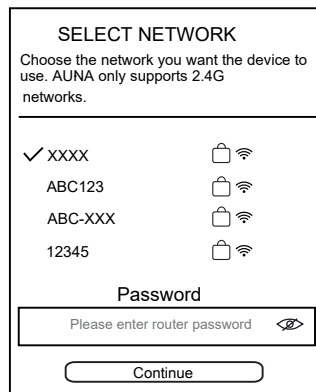 SELECT NETWORK
Choose the network you want the device to
use. AUNA only supports 2.4G
networks.
XXXX
ABC123
ABC-XXX
12345
Password
Please enter router password
Continue